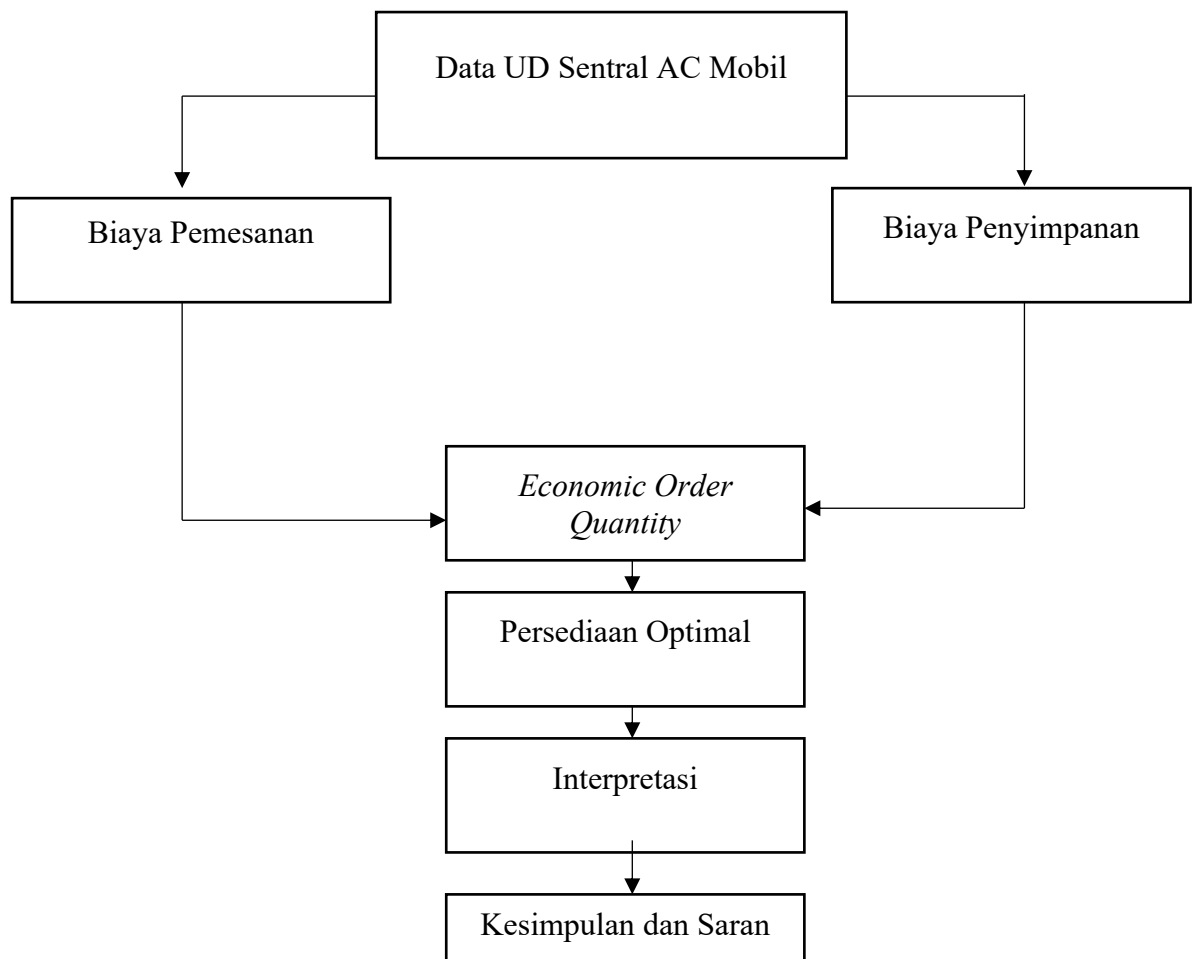 Data UD Sentral AC Mobil
Biaya Pemesanan
Biaya Penyimpanan
Economic Order
Quantity
Persediaan Optimal
Interpretasi
Kesimpulan dan Saran